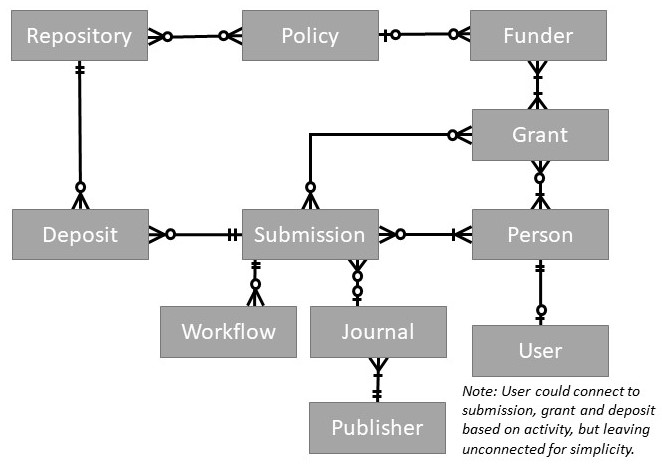 Repository
Policy
Funder
Grant
Deposit
Submission
Person
Workflow
Journal
User
Publisher
Note: User could connect to
submission, grant and deposit
based on activity, but leaving
unconnected for simplicity.